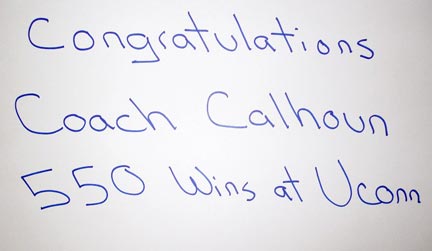 Congratulations
Coach Calhoun
550 Wins at Uconn